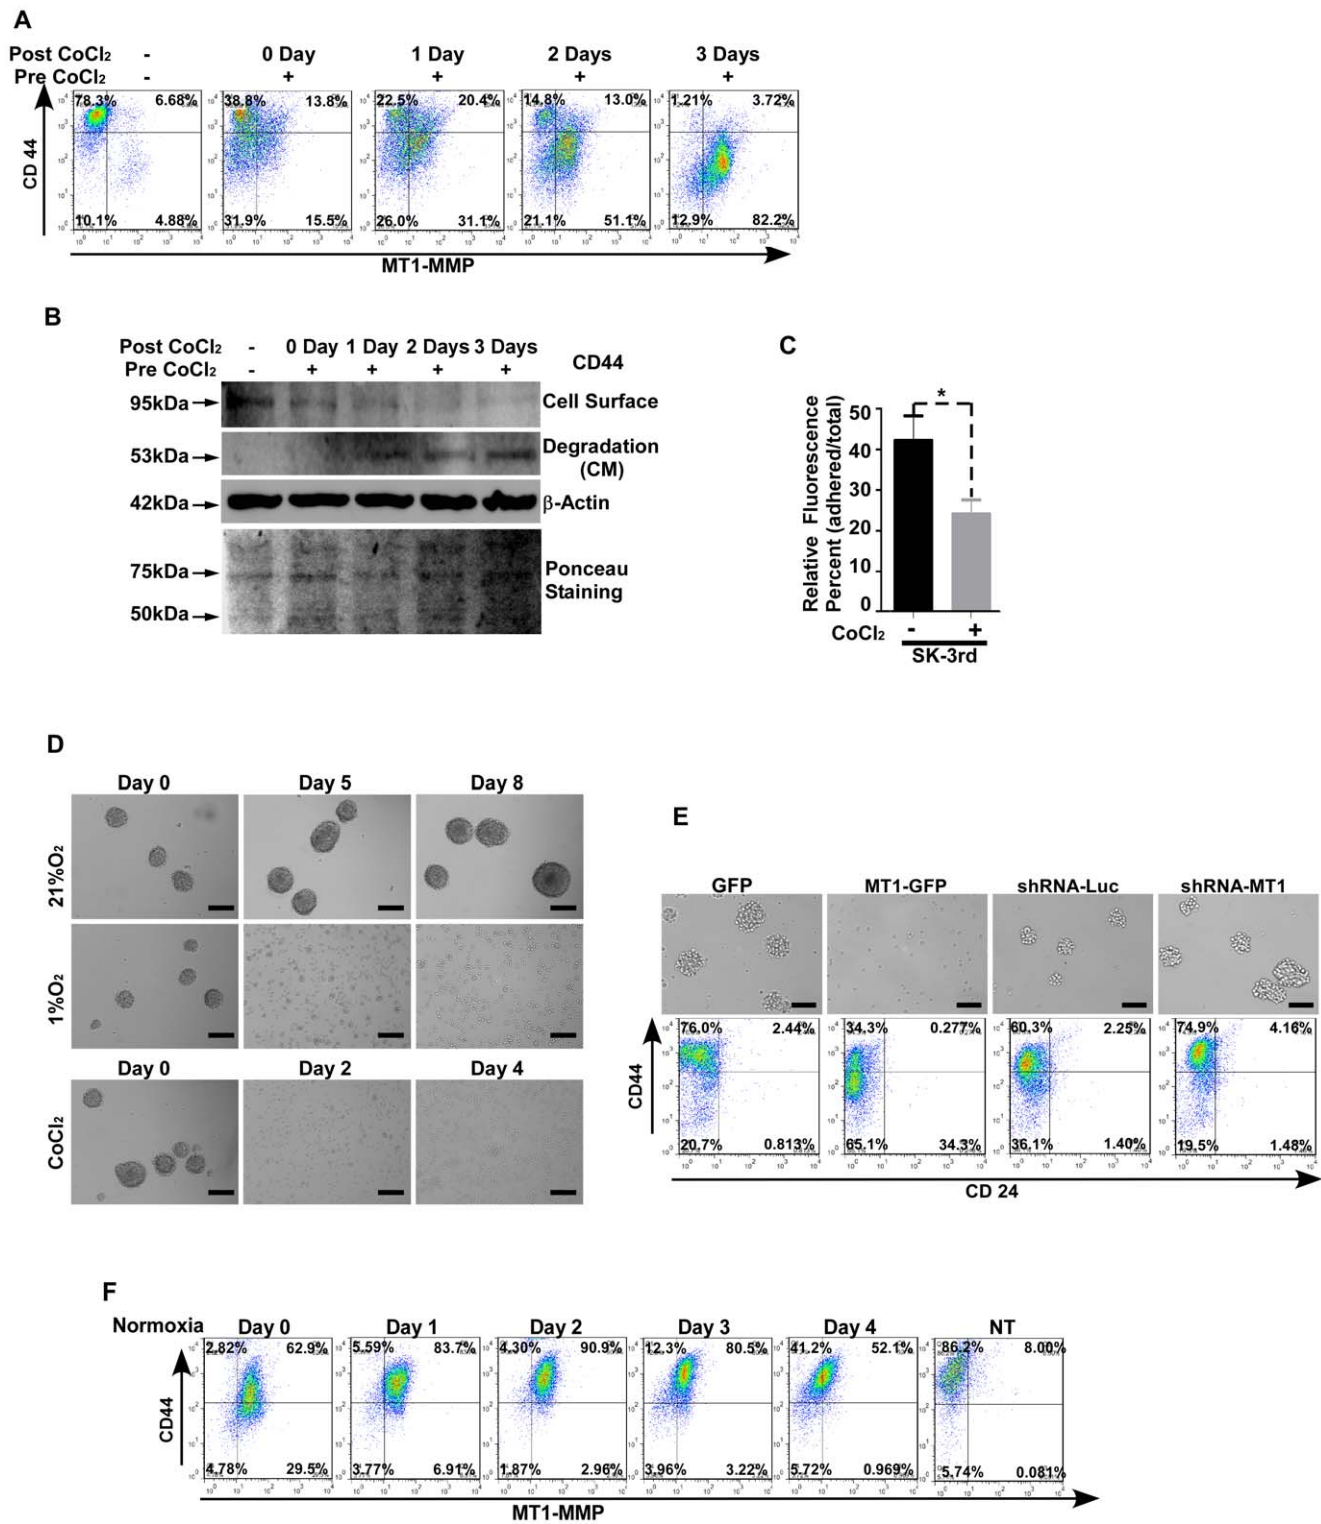 A
Post CoCl₂ - 0 Day 1 Day 2 Days 3 Days
Pre CoCl₂ - + + + +
78.3% 6.68% 38.8% 13.8% 22.5% 20.4% 14.8% 13.0% 1.21% 3.72%
CD 44
10.1% 4.88% 31.9% 15.5% 26.0% 31.1% 21.1% 51.1% 12.9% 82.2%
MT1-MMP
B
Post CoCl₂ - 0 Day 1 Day 2 Days 3 Days
Pre CoCl₂ - + + + +
CD44
95kDa Cell Surface
53kDa Degradation
(CM)
42kDa β-Actin
75kDa Ponceau
Staining
50kDa
C
Relative Fluorescence
Percent (adhered/total)
50
40
30
20
10
0
*
CoCl₂ - +
SK-3rd
D
Day 0 Day 5 Day 8
21%O₂
1%O₂
Day 0 Day 2 Day 4
CoCl₂
E
GFP MT1-GFP shRNA-Luc shRNA-MT1
76.0% 2.44% 34.3% 0.277% 60.3% 2.25% 74.9% 4.16%
CD44
20.7% 0.813% 65.1% 34.3% 36.1% 1.40% 19.5% 1.48%
CD 24
F
Normoxia Day 0 Day 1 Day 2 Day 3 Day 4 NT
2.82% 62.9% 5.59% 83.7% 4.30% 90.9% 12.3% 80.5% 41.2% 52.1% 86.2% 8.00%
CD44
4.78% 29.5% 3.77% 6.91% 1.87% 2.96% 3.96% 3.22% 5.72% 0.969% 5.74% 0.081%
MT1-MMP